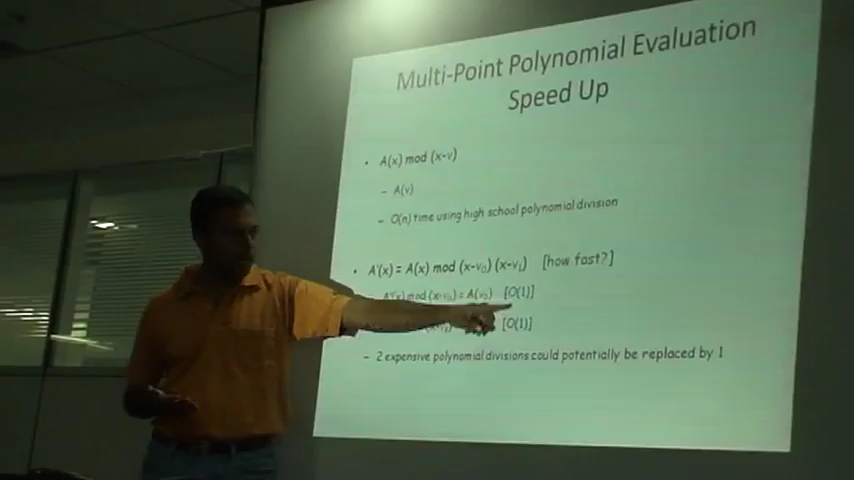 Multi-Point Polynomial Evaluation
Speed Up
• A(x) mod (x-v)
– A(v)
– O(n) time using high school polynomial division
• A'(x) = A(x) mod (x-v₀) (x-v₁) [how fast?]
A'(x) mod (x-v₀) = A(v₀) [O(1)]
[O(1)]
– 2 expensive polynomial divisions could potentially be replaced by 1